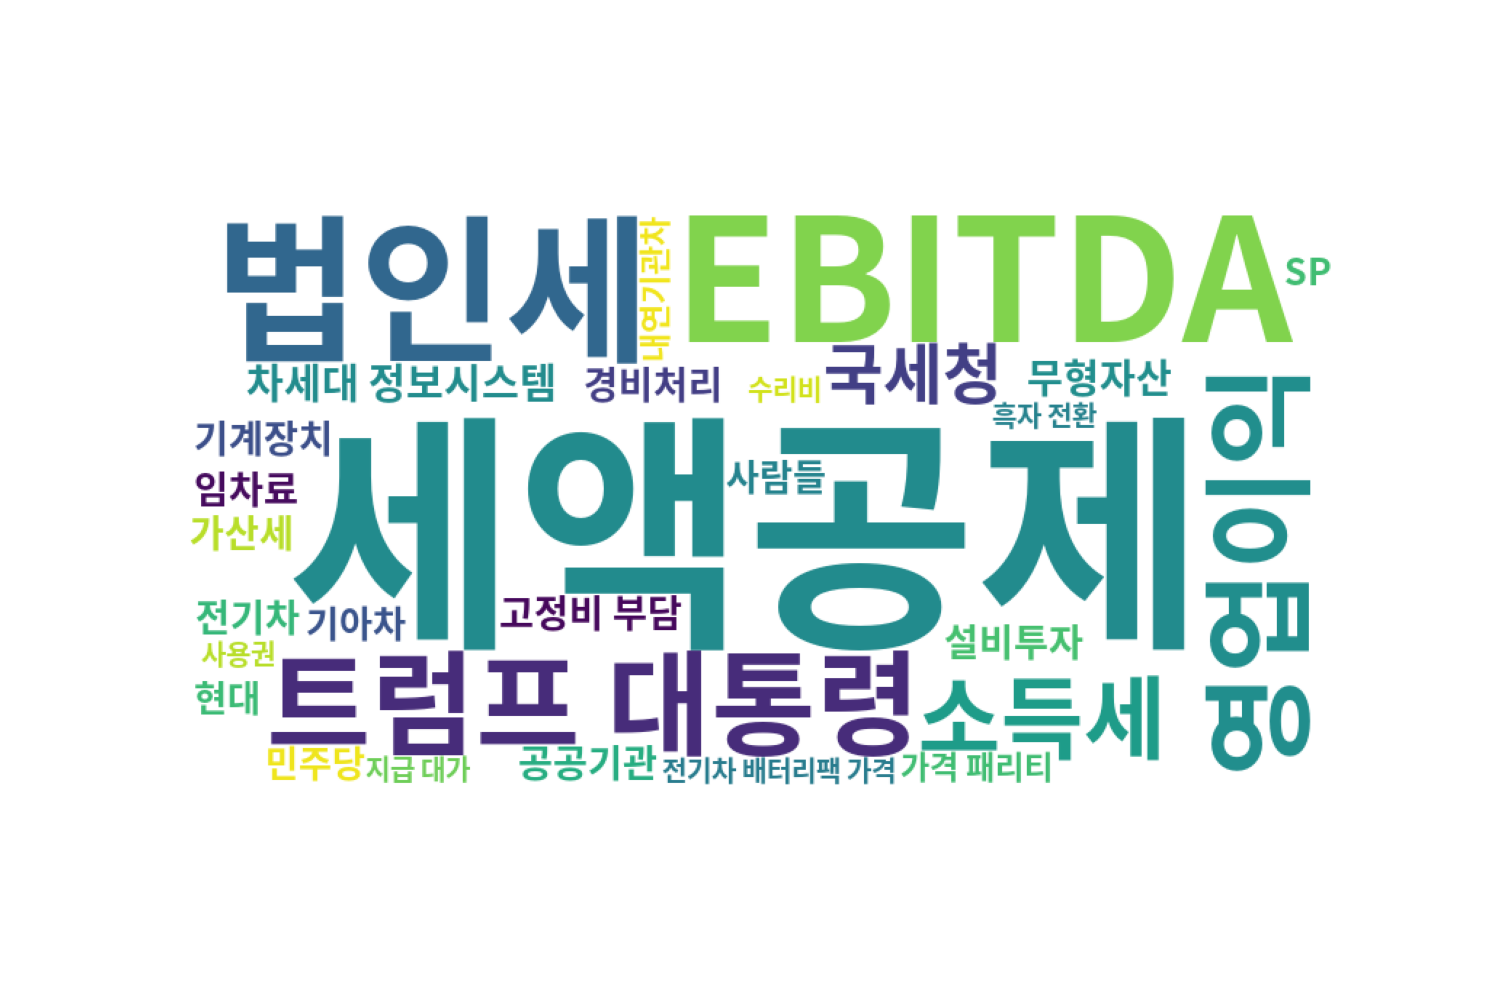 법인세
내연기관차
EBITDA
SP
차세대 정보시스템
경비처리
수리비
국세청
무형자산
흑자 전환
기계장치
세액공제
사람들
영업이익
임차료
가산세
전기차
기아차
고정비 부담
설비투자
사용권
현대
트럼프 대통령
소득세
민주당
지급 대가
공공기관
전기차 배터리팩 가격
가격 패리티